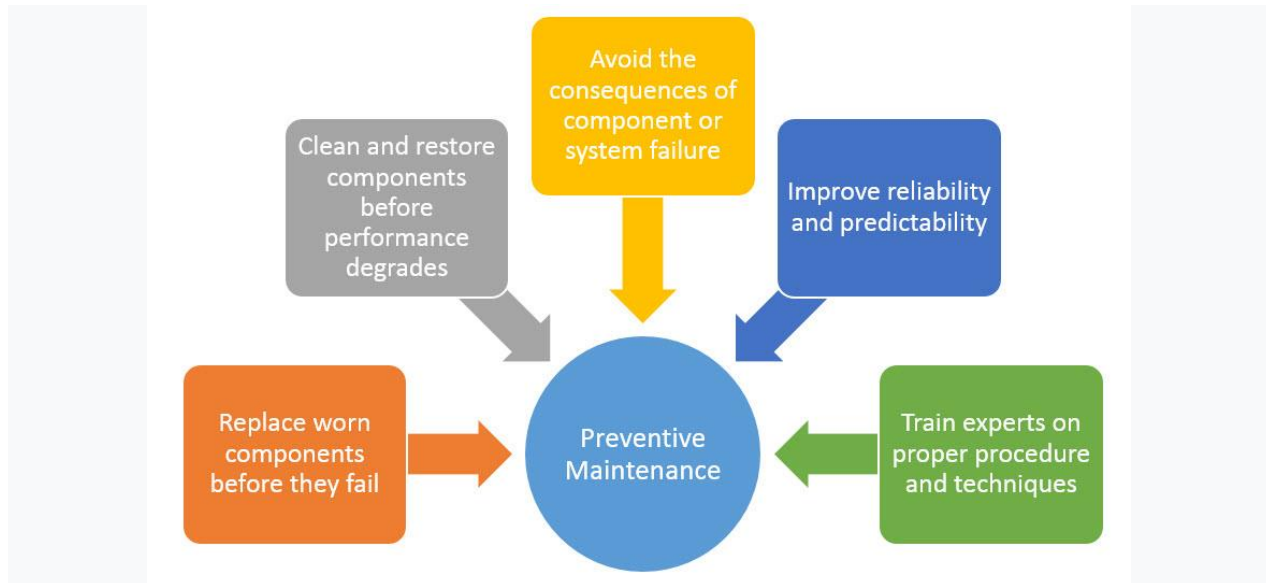 Avoid the
consequences of
component or
system failure
Clean and restore
components
before
performance
degrades
Improve reliability
and predictability
Replace worn
components
before they fail
Preventive
Maintenance
Train experts on
proper procedure
and techniques